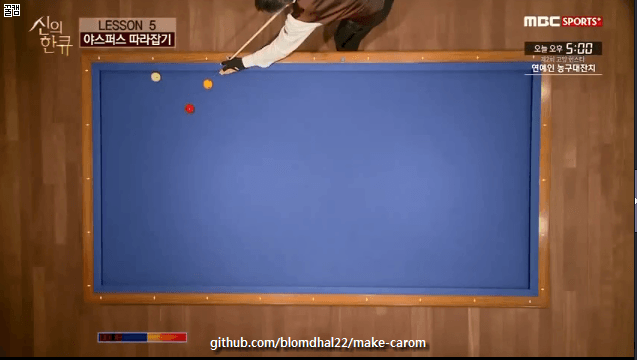 신의
한큐
LESSON 5
야스퍼스 따라잡기
MBC SPORTS+
오늘 오후 5:00
연예인 농구대잔치
github.com/blomdhal22/make-carom